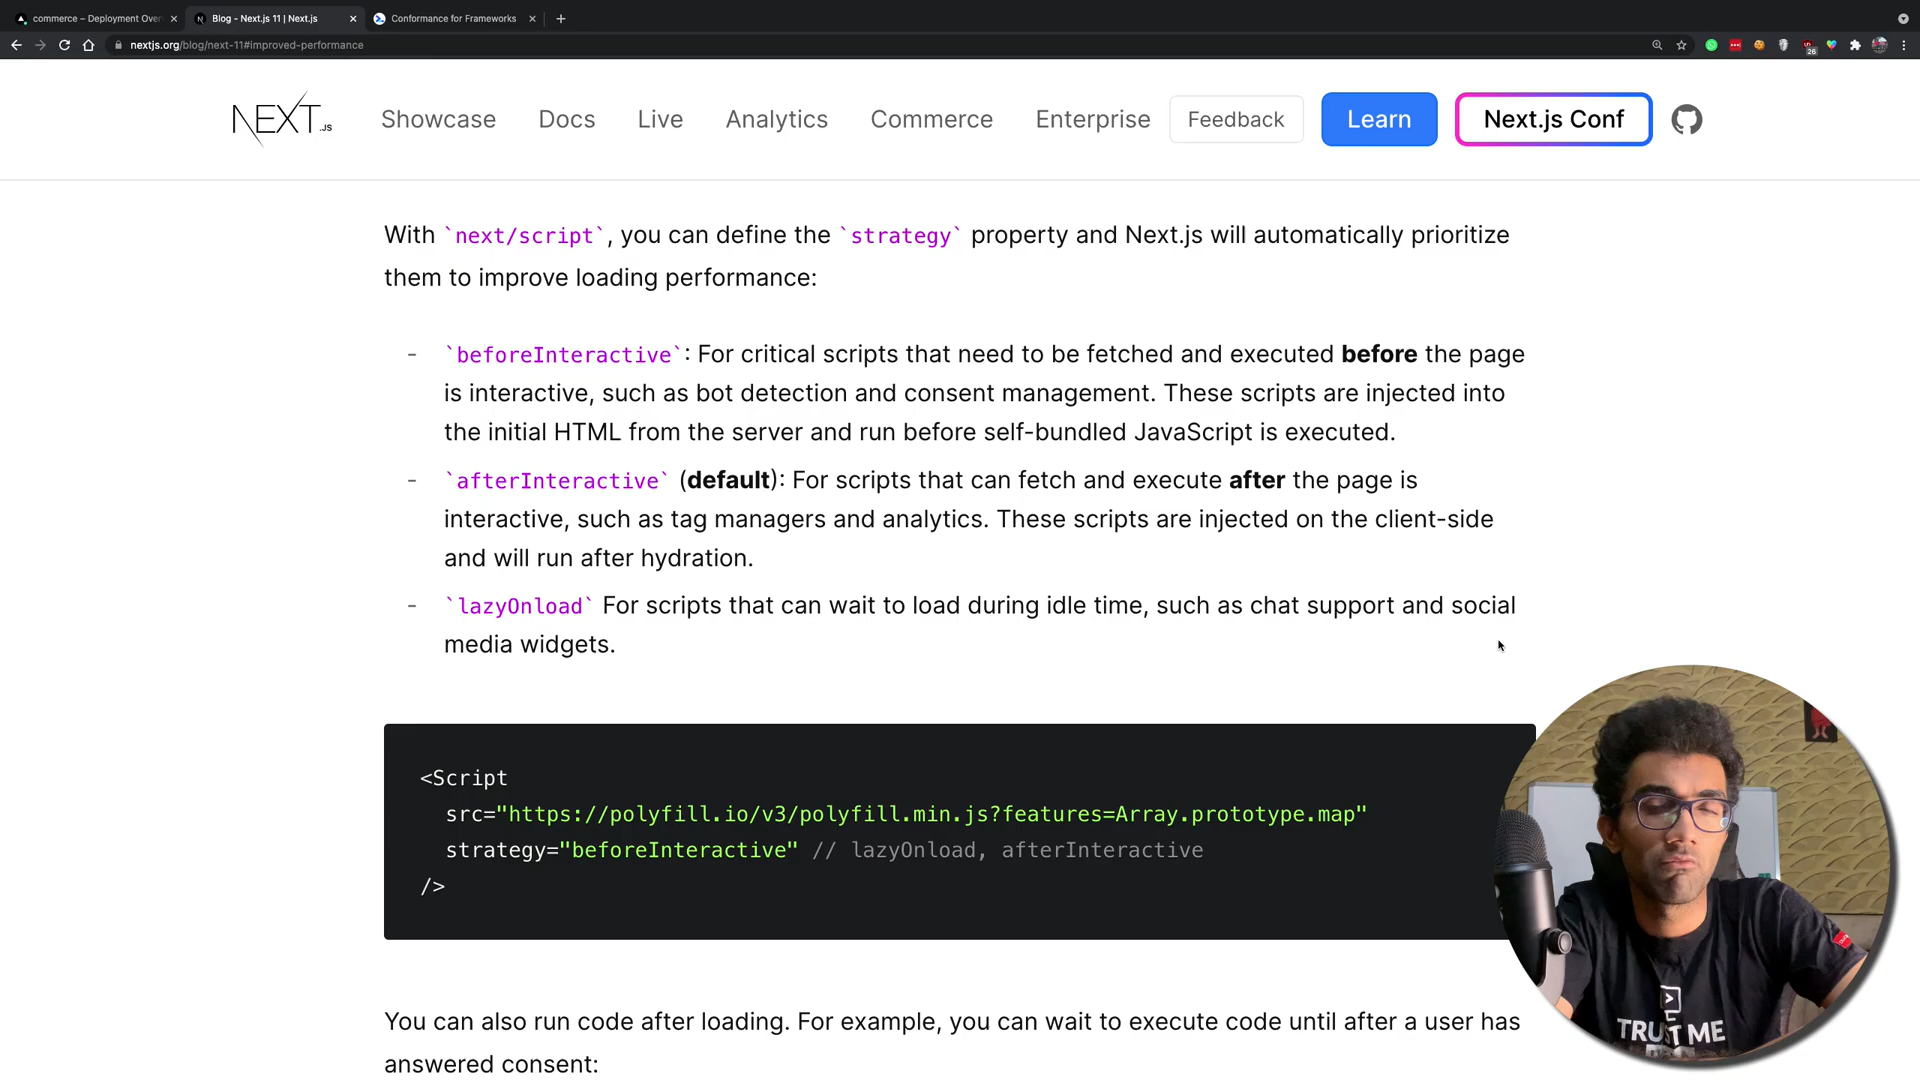 commerce – Deployment Over
Blog - Next.js 11 | Next.js
Conformance for Frameworks
nextjs.org/blog/next-11#improved-performance
26
NEXT.JS
Showcase
Docs
Live
Analytics
Commerce
Enterprise
Feedback
Learn
Next.js Conf
With `next/script`, you can define the `strategy` property and Next.js will automatically prioritize
them to improve loading performance:
- `beforeInteractive`: For critical scripts that need to be fetched and executed before the page
is interactive, such as bot detection and consent management. These scripts are injected into
the initial HTML from the server and run before self-bundled JavaScript is executed.
- `afterInteractive` (default): For scripts that can fetch and execute after the page is
interactive, such as tag managers and analytics. These scripts are injected on the client-side
and will run after hydration.
- `lazyOnload` For scripts that can wait to load during idle time, such as chat support and social
media widgets.
<Script
src="https://polyfill.io/v3/polyfill.min.js?features=Array.prototype.map"
strategy="beforeInteractive" // lazyOnload, afterInteractive
/>
You can also run code after loading. For example, you can wait to execute code until after a user has
answered consent:
TRUST ME